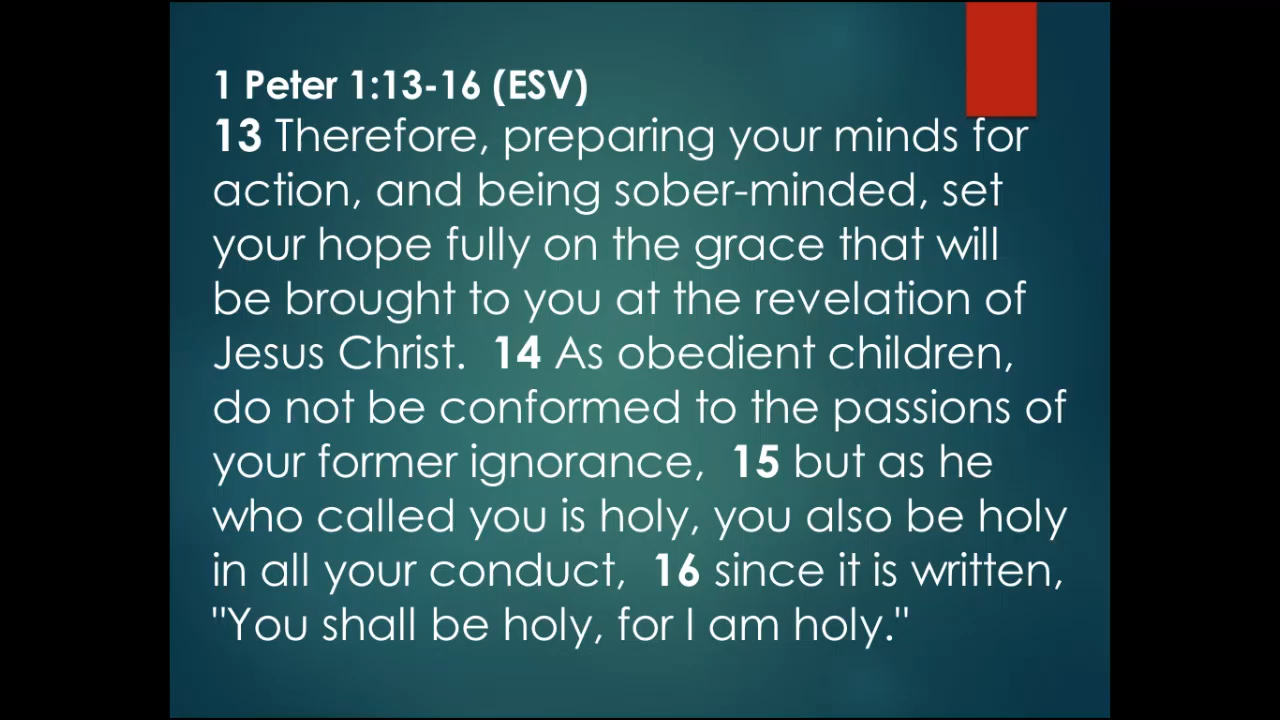 1 Peter 1:13-16 (ESV)
13 Therefore, preparing your minds for
action, and being sober-minded, set
your hope fully on the grace that will
be brought to you at the revelation of
Jesus Christ.  14 As obedient children,
do not be conformed to the passions of
your former ignorance,  15 but as he
who called you is holy, you also be holy
in all your conduct,  16 since it is written,
"You shall be holy, for I am holy."